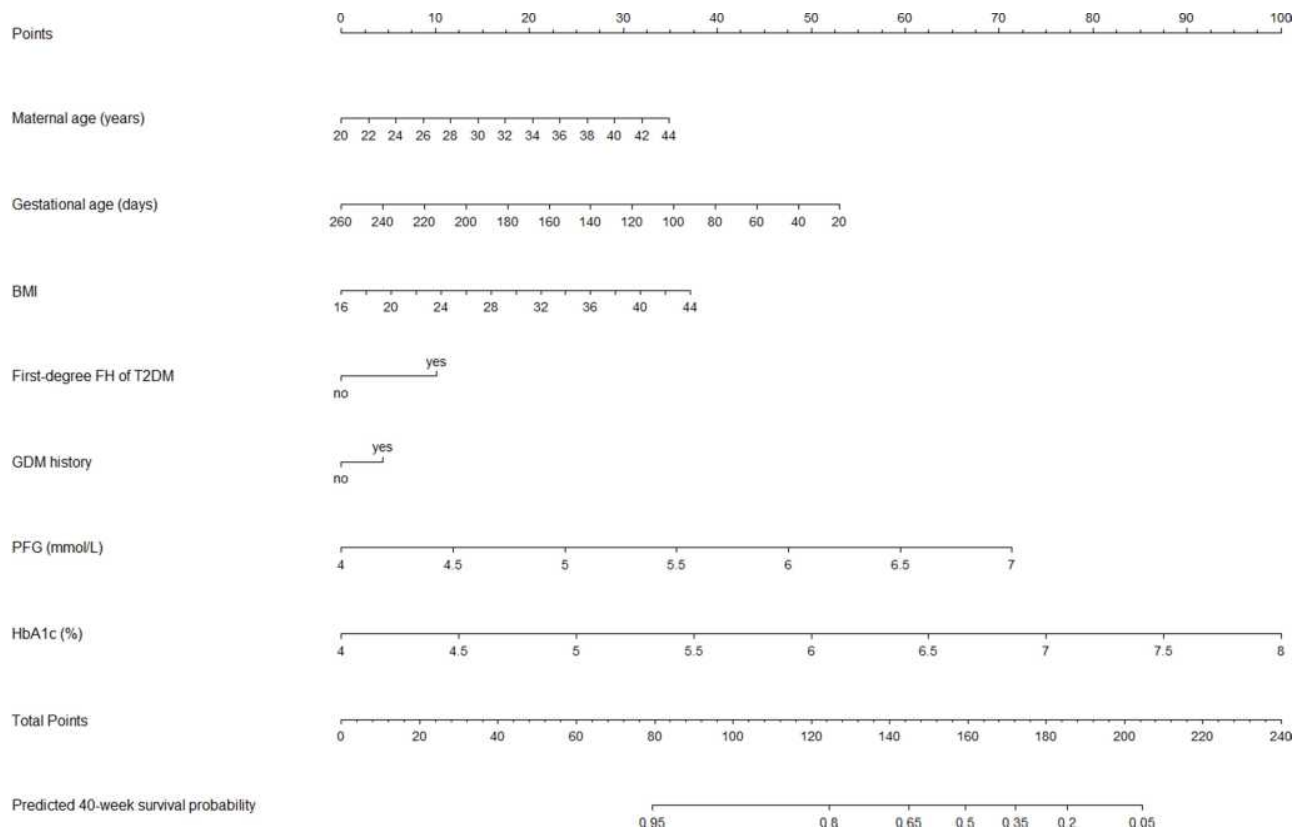 0 10 20 30 40 50 60 70 80 90 100
Points
Maternal age (years)
20 22 24 26 28 30 32 34 36 38 40 42 44
Gestational age (days)
260 240 220 200 180 160 140 120 100 80 60 40 20
BMI
16 20 24 28 32 36 40 44
yes
First-degree FH of T2DM
no
yes
GDM history
no
PFG (mmol/L)
4 4.5 5 5.5 6 6.5 7
HbA1c (%)
4 4.5 5 5.5 6 6.5 7 7.5 8
Total Points
0 20 40 60 80 100 120 140 160 180 200 220 240
Predicted 40-week survival probability
0.95 0.8 0.65 0.5 0.35 0.2 0.05